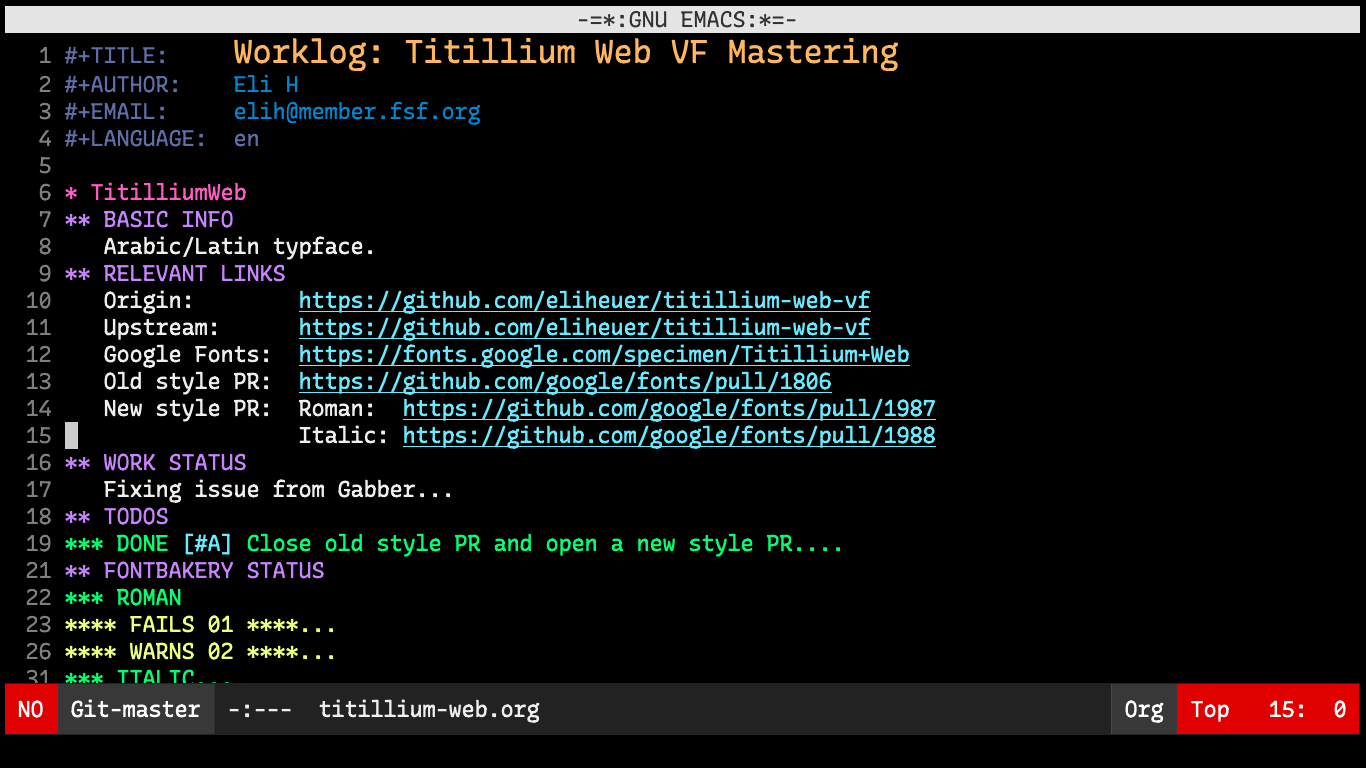 -=*:GNU EMACS:*=-
1 #+TITLE: Worklog: Titillium Web VF Mastering
2 #+AUTHOR: Eli H
3 #+EMAIL: elih@member.fsf.org
4 #+LANGUAGE: en
5
6 * TitilliumWeb
7 ** BASIC INFO
8 Arabic/Latin typface.
9 ** RELEVANT LINKS
10 Origin: https://github.com/eliheuer/titillium-web-vf
11 Upstream: https://github.com/eliheuer/titillium-web-vf
12 Google Fonts: https://fonts.google.com/specimen/Titillium+Web
13 Old style PR: https://github.com/google/fonts/pull/1806
14 New style PR: Roman: https://github.com/google/fonts/pull/1987
15 Italic: https://github.com/google/fonts/pull/1988
16 ** WORK STATUS
17 Fixing issue from Gabber...
18 ** TODOS
19 *** DONE [#A] Close old style PR and open a new style PR....
21 ** FONTBAKERY STATUS
22 *** ROMAN
23 **** FAILS 01 ****...
26 **** WARNS 02 ****...
31 *** ITALIC...
NO Git-master -:--- titillium-web.org Org Top 15: 0